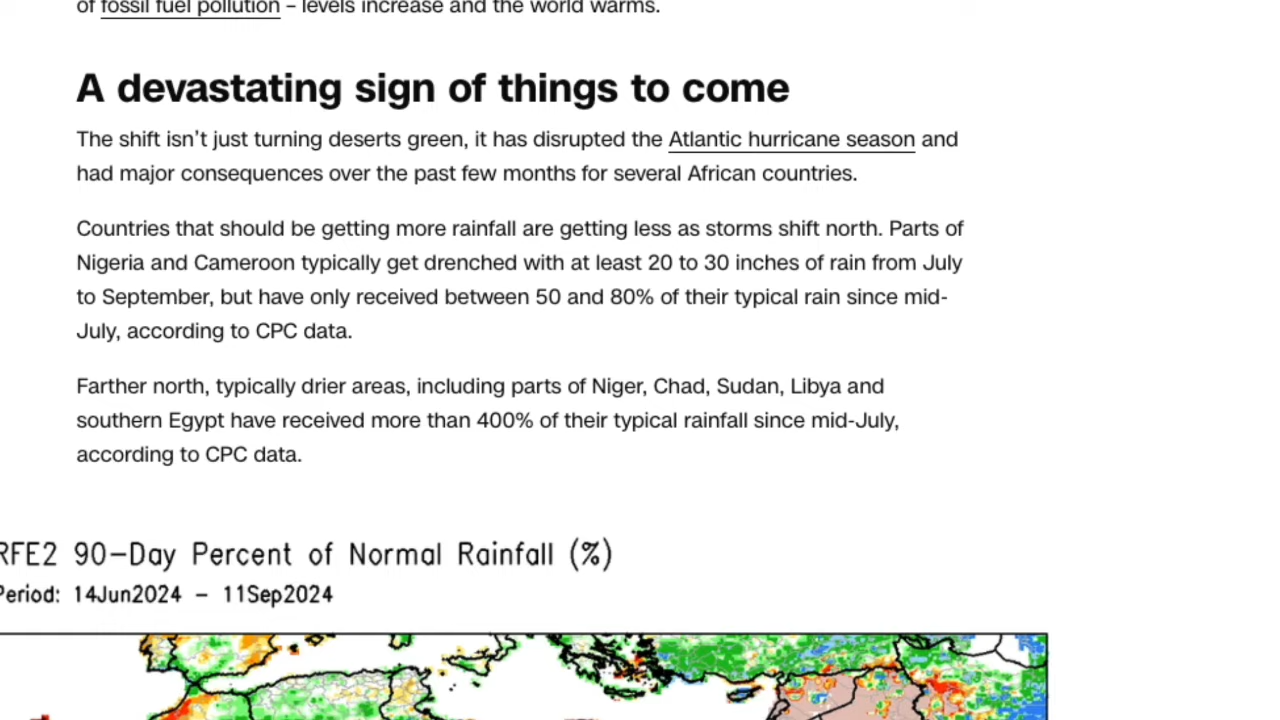 of fossil fuel pollution – levels increase and the world warms.
A devastating sign of things to come
The shift isn’t just turning deserts green, it has disrupted the Atlantic hurricane season and
had major consequences over the past few months for several African countries.
Countries that should be getting more rainfall are getting less as storms shift north. Parts of
Nigeria and Cameroon typically get drenched with at least 20 to 30 inches of rain from July
to September, but have only received between 50 and 80% of their typical rain since mid-
July, according to CPC data.
Farther north, typically drier areas, including parts of Niger, Chad, Sudan, Libya and
southern Egypt have received more than 400% of their typical rainfall since mid-July,
according to CPC data.
RFE2 90-Day Percent of Normal Rainfall (%)
Period: 14Jun2024 – 11Sep2024